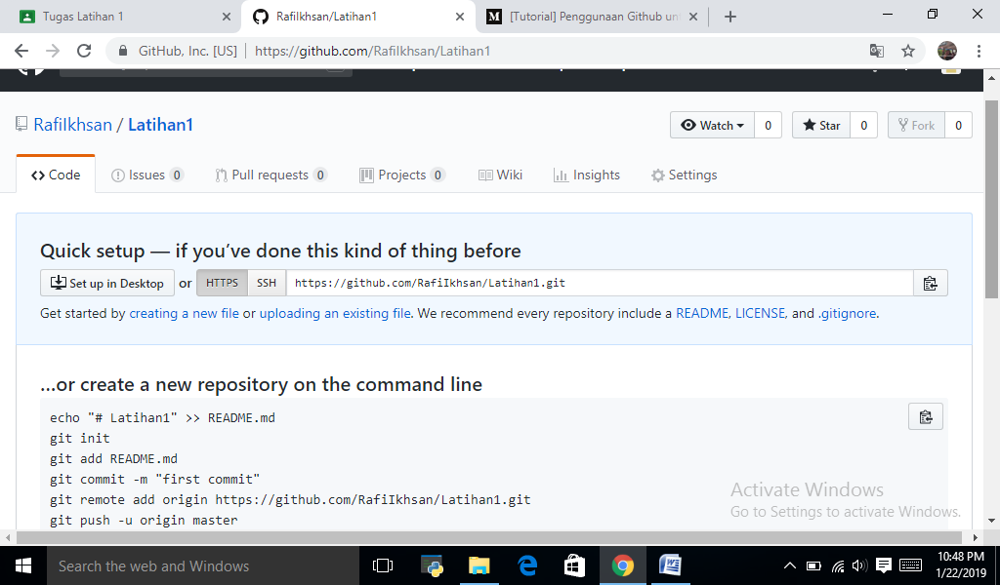 Tugas Latihan 1
RafiIkhsan/Latihan1
[Tutorial] Penggunaan Github un
GitHub, Inc. [US] | https://github.com/RafiIkhsan/Latihan1
RafiIkhsan / Latihan1
Watch 0 Star 0 Fork 0
Code Issues 0 Pull requests 0 Projects 0 Wiki Insights Settings
Quick setup — if you've done this kind of thing before
Set up in Desktop or HTTPS SSH https://github.com/RafiIkhsan/Latihan1.git
Get started by creating a new file or uploading an existing file. We recommend every repository include a README, LICENSE, and .gitignore.
…or create a new repository on the command line
echo "# Latihan1" >> README.md
git init
git add README.md
git commit -m "first commit"
git remote add origin https://github.com/RafiIkhsan/Latihan1.git
git push -u origin master
Activate Windows
Go to Settings to activate Windows.
Search the web and Windows
10:48 PM
1/22/2019